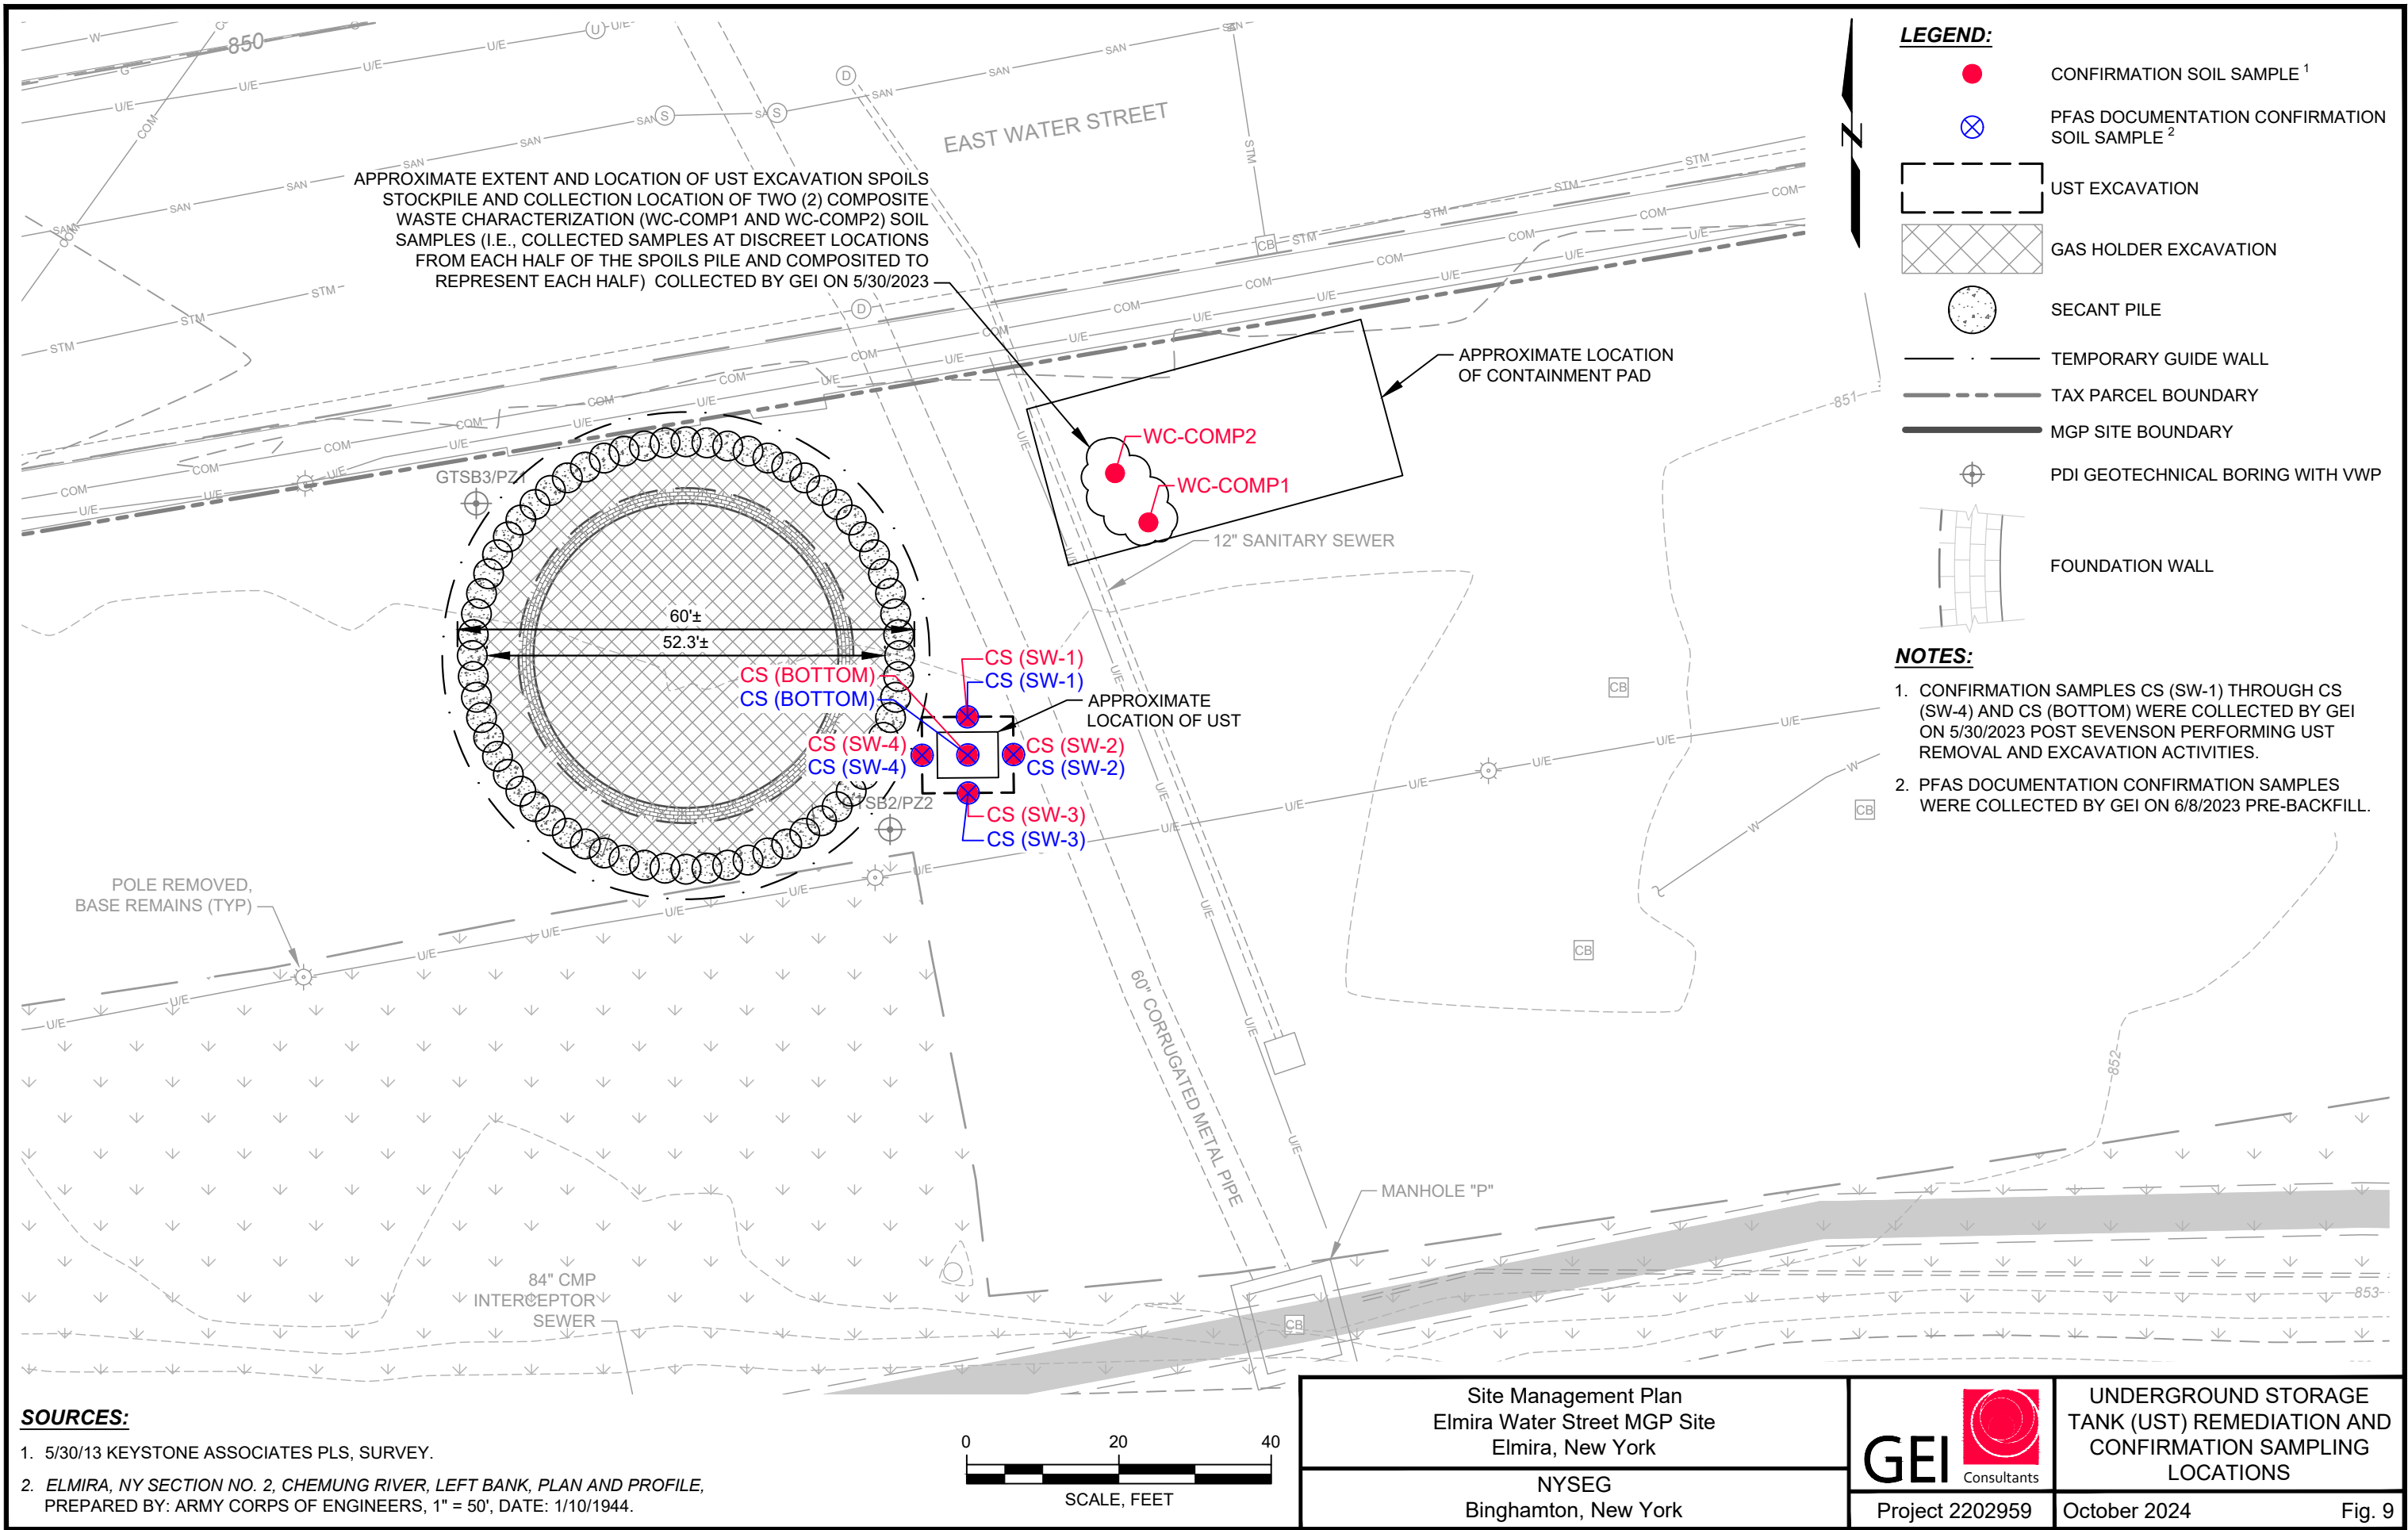 850
EAST WATER STREET
APPROXIMATE EXTENT AND LOCATION OF UST EXCAVATION SPOILS
STOCKPILE AND COLLECTION LOCATION OF TWO (2) COMPOSITE
WASTE CHARACTERIZATION (WC-COMP1 AND WC-COMP2) SOIL
SAMPLES (I.E., COLLECTED SAMPLES AT DISCREET LOCATIONS
FROM EACH HALF OF THE SPOILS PILE AND COMPOSITED TO
REPRESENT EACH HALF) COLLECTED BY GEI ON 5/30/2023
APPROXIMATE LOCATION
OF CONTAINMENT PAD
WC-COMP2
WC-COMP1
12" SANITARY SEWER
GTSB3/PZ1
60'±
52.3'±
CS (BOTTOM)
CS (BOTTOM)
CS (SW-1)
CS (SW-1)
APPROXIMATE
LOCATION OF UST
CS (SW-4)
CS (SW-4)
CS (SW-2)
CS (SW-2)
CS (SW-3)
CS (SW-3)
TSB2/PZ2
POLE REMOVED,
BASE REMAINS (TYP)
60" CORRUGATED METAL PIPE
MANHOLE "P"
84" CMP
INTERCEPTOR
SEWER
851
852
853
W
G
COM
U/E
SAN
STM
U
S
D
CB
LEGEND:
CONFIRMATION SOIL SAMPLE 1
PFAS DOCUMENTATION CONFIRMATION
SOIL SAMPLE 2
UST EXCAVATION
GAS HOLDER EXCAVATION
SECANT PILE
TEMPORARY GUIDE WALL
TAX PARCEL BOUNDARY
MGP SITE BOUNDARY
PDI GEOTECHNICAL BORING WITH VWP
FOUNDATION WALL
N
NOTES:
1. CONFIRMATION SAMPLES CS (SW-1) THROUGH CS
(SW-4) AND CS (BOTTOM) WERE COLLECTED BY GEI
ON 5/30/2023 POST SEVENSON PERFORMING UST
REMOVAL AND EXCAVATION ACTIVITIES.
2. PFAS DOCUMENTATION CONFIRMATION SAMPLES
WERE COLLECTED BY GEI ON 6/8/2023 PRE-BACKFILL.
SOURCES:
1. 5/30/13 KEYSTONE ASSOCIATES PLS, SURVEY.
2. ELMIRA, NY SECTION NO. 2, CHEMUNG RIVER, LEFT BANK, PLAN AND PROFILE,
PREPARED BY: ARMY CORPS OF ENGINEERS, 1" = 50', DATE: 1/10/1944.
0 20 40
SCALE, FEET
Site Management Plan
Elmira Water Street MGP Site
Elmira, New York
NYSEG
Binghamton, New York
GEI
Consultants
Project 2202959
UNDERGROUND STORAGE
TANK (UST) REMEDIATION AND
CONFIRMATION SAMPLING
LOCATIONS
October 2024 Fig. 9